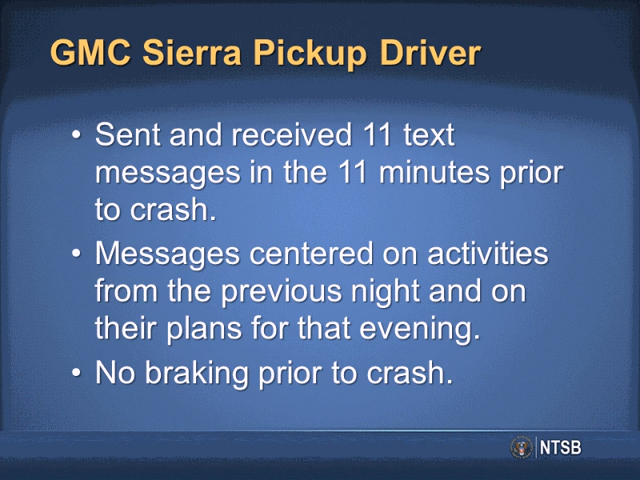 GMC Sierra Pickup Driver
• Sent and received 11 text
messages in the 11 minutes prior
to crash.
• Messages centered on activities
from the previous night and on
their plans for that evening.
• No braking prior to crash.
NTSB